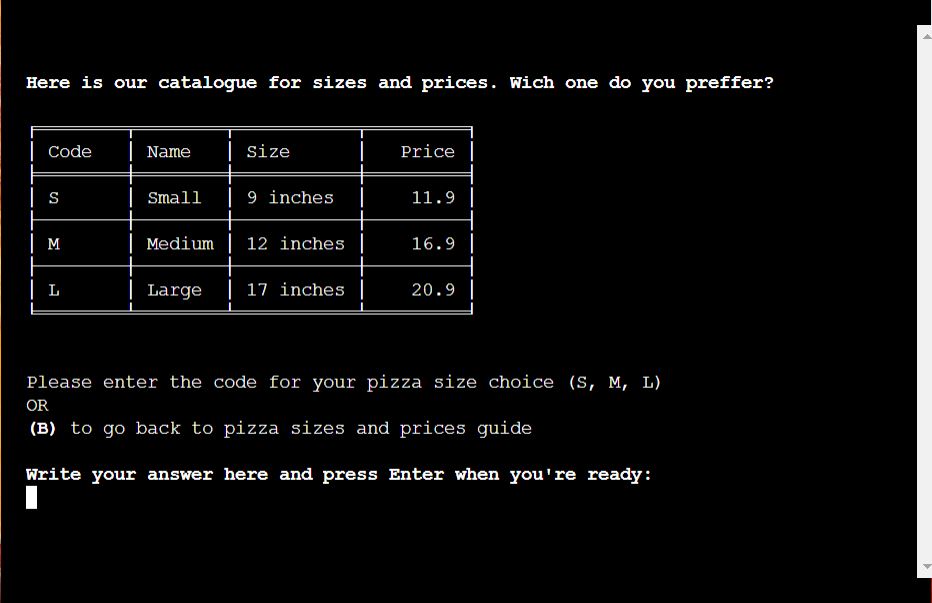 Here is our catalogue for sizes and prices. Wich one do you preffer?
Code Name Size Price
S Small 9 inches 11.9
M Medium 12 inches 16.9
L Large 17 inches 20.9
Please enter the code for your pizza size choice (S, M, L)
OR
(B) to go back to pizza sizes and prices guide
Write your answer here and press Enter when you're ready: